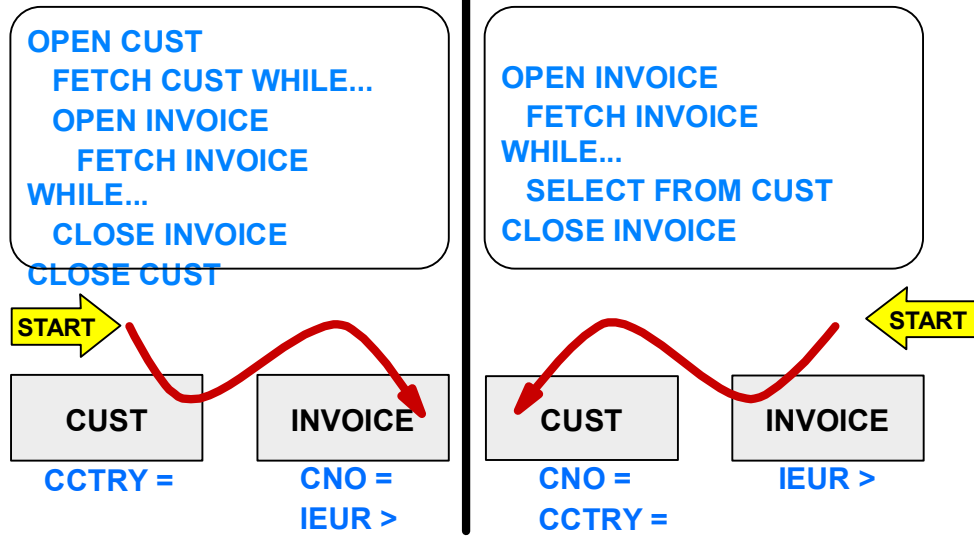 OPEN CUST
FETCH CUST WHILE...
OPEN INVOICE
FETCH INVOICE
WHILE...
CLOSE INVOICE
CLOSE CUST
START
CUST
INVOICE
CCTRY =
CNO =
IEUR >
OPEN INVOICE
FETCH INVOICE
WHILE...
SELECT FROM CUST
CLOSE INVOICE
START
CUST
INVOICE
CNO =
CCTRY =
IEUR >